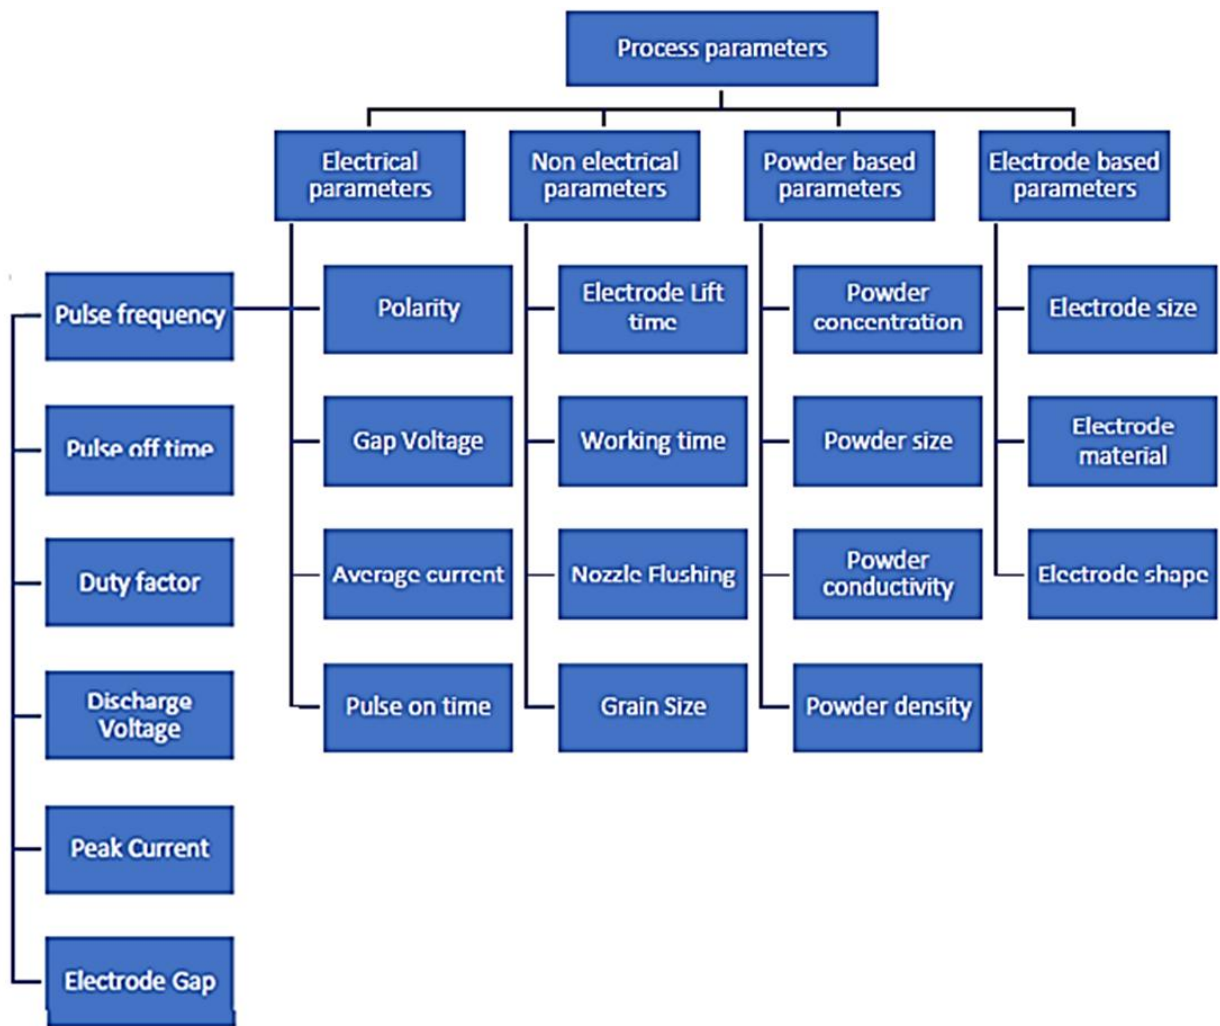 Process parameters
Electrical
parameters
Non electrical
parameters
Powder based
parameters
Electrode based
parameters
Pulse frequency
Polarity
Electrode Lift
time
Powder
concentration
Electrode size
Pulse off time
Gap Voltage
Working time
Powder size
Electrode
material
Duty factor
Average current
Nozzle Flushing
Powder
conductivity
Electrode shape
Discharge
Voltage
Pulse on time
Grain Size
Powder density
Peak Current
Electrode Gap